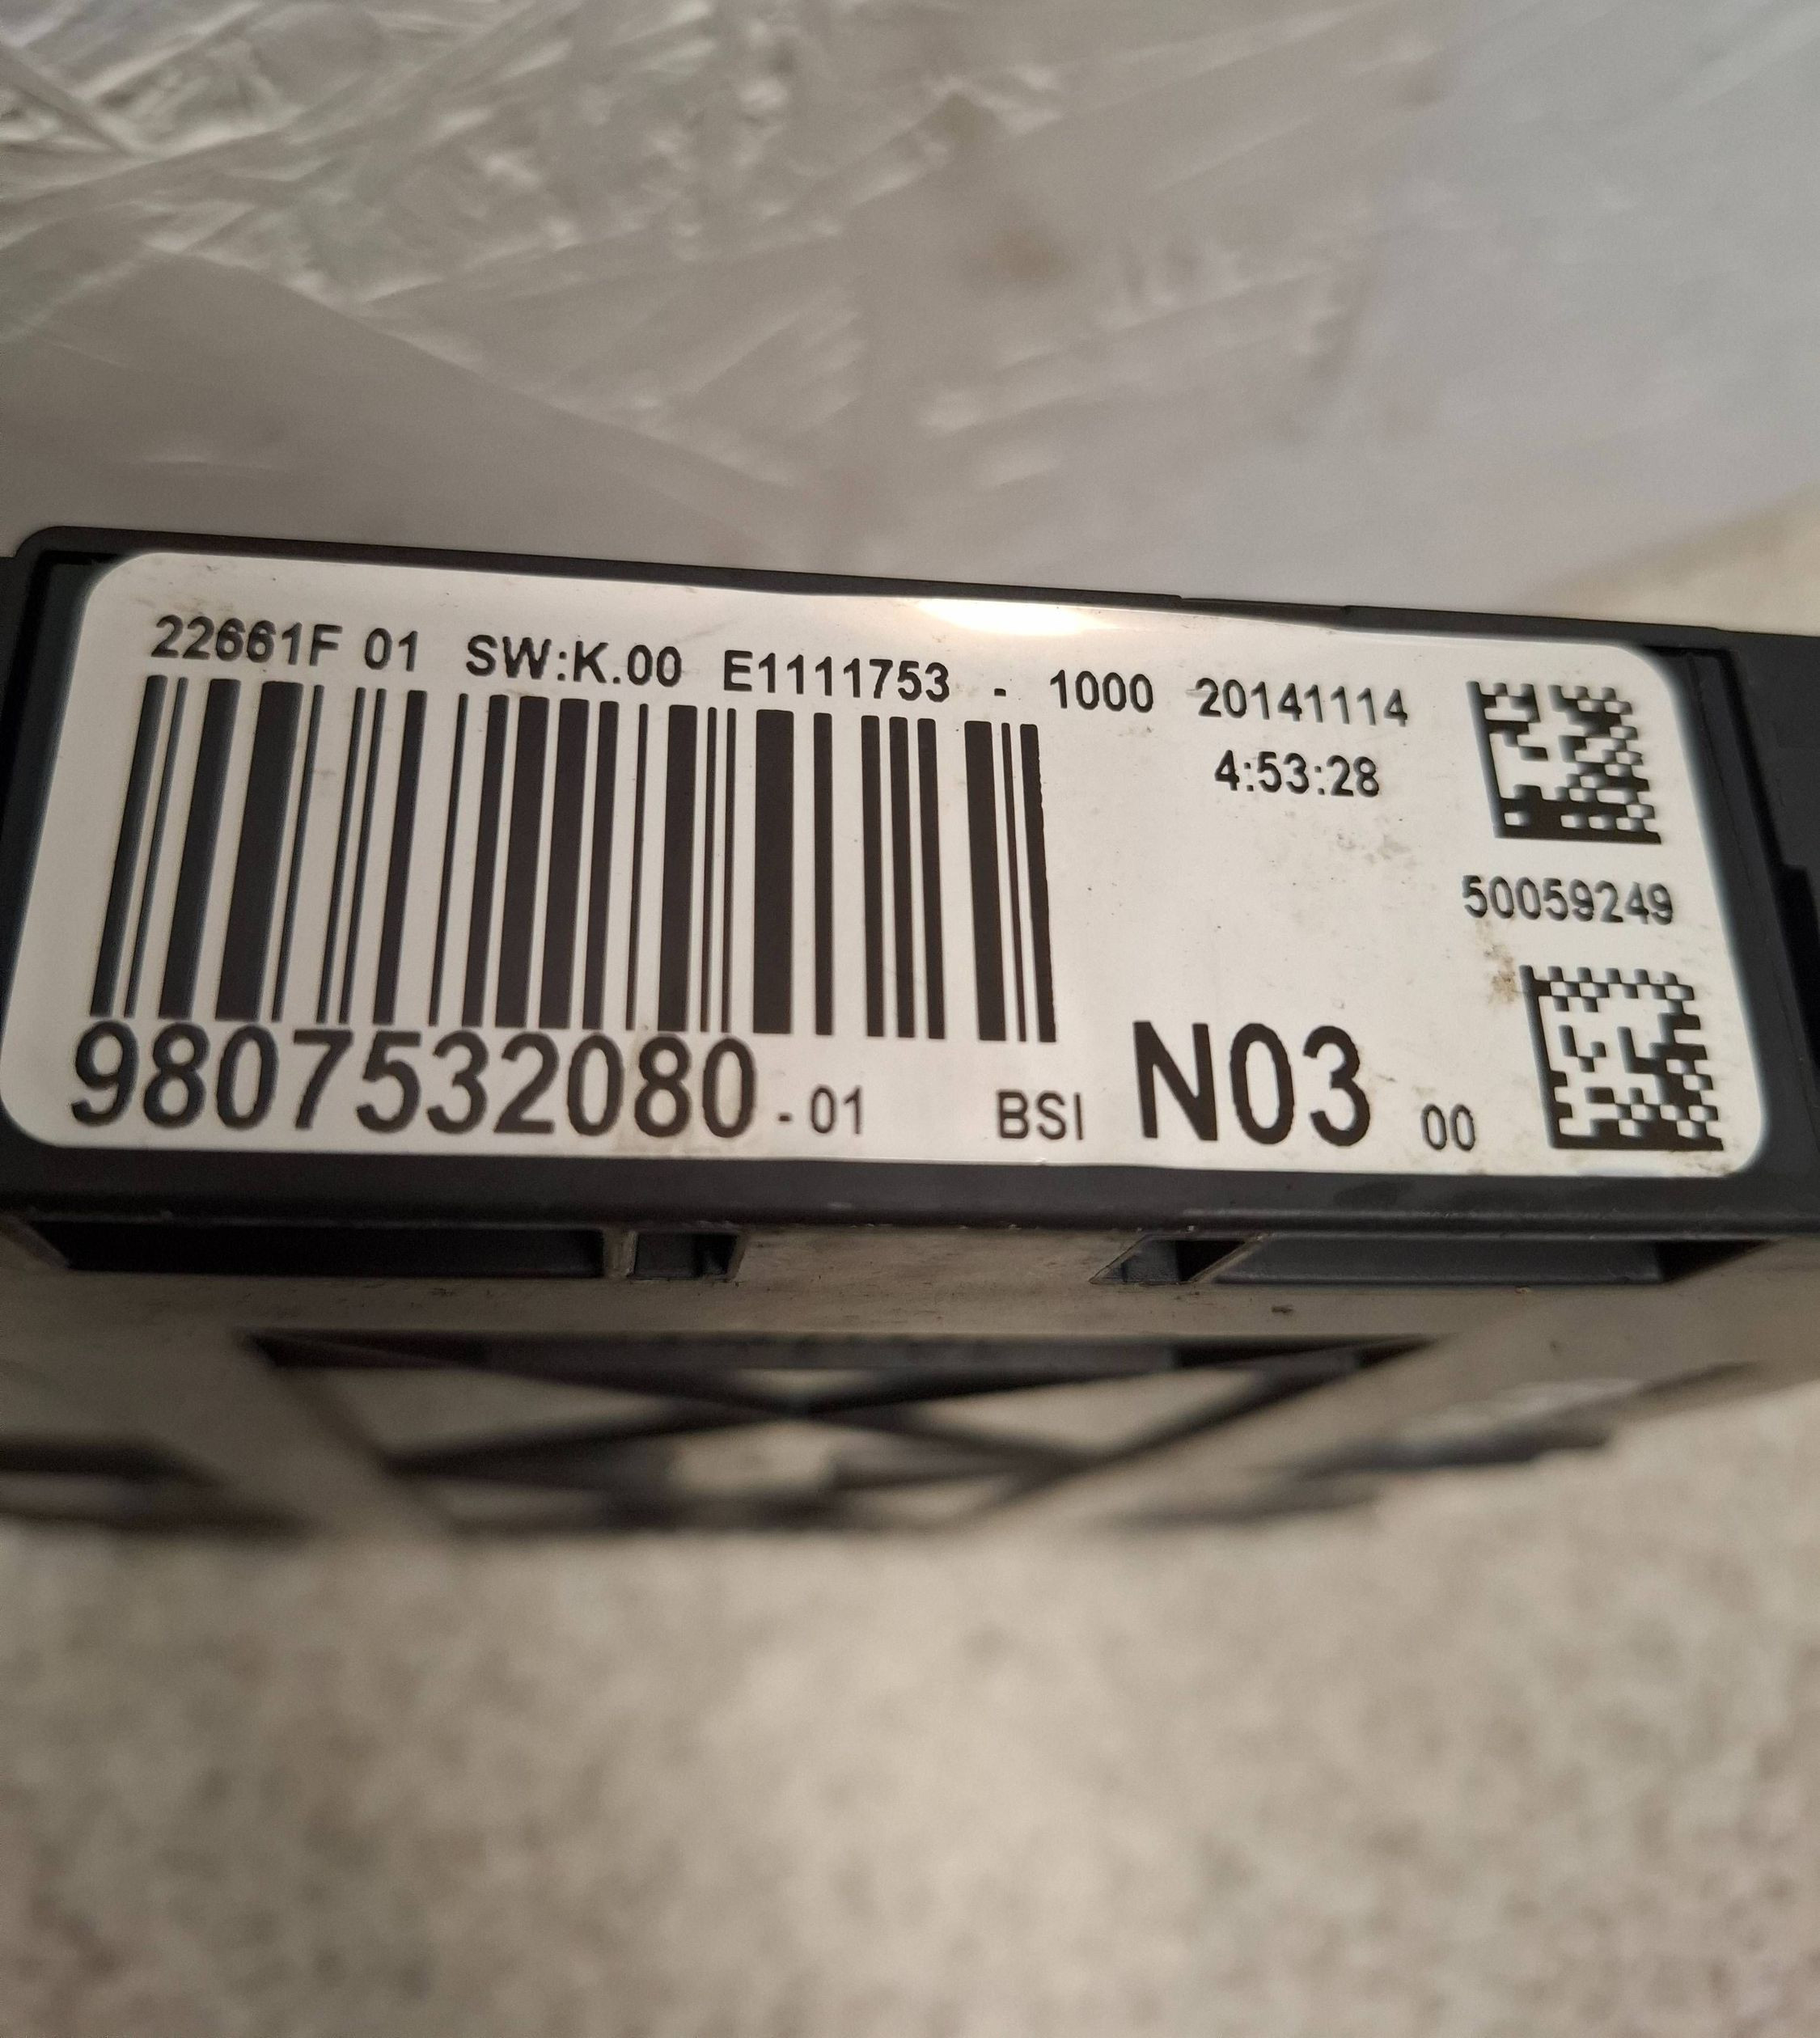 22661F 01 SW:K.00 E1111753 - 1000 20141114
4:53:28
50059249
9807532080 - 01 BSI N03 00